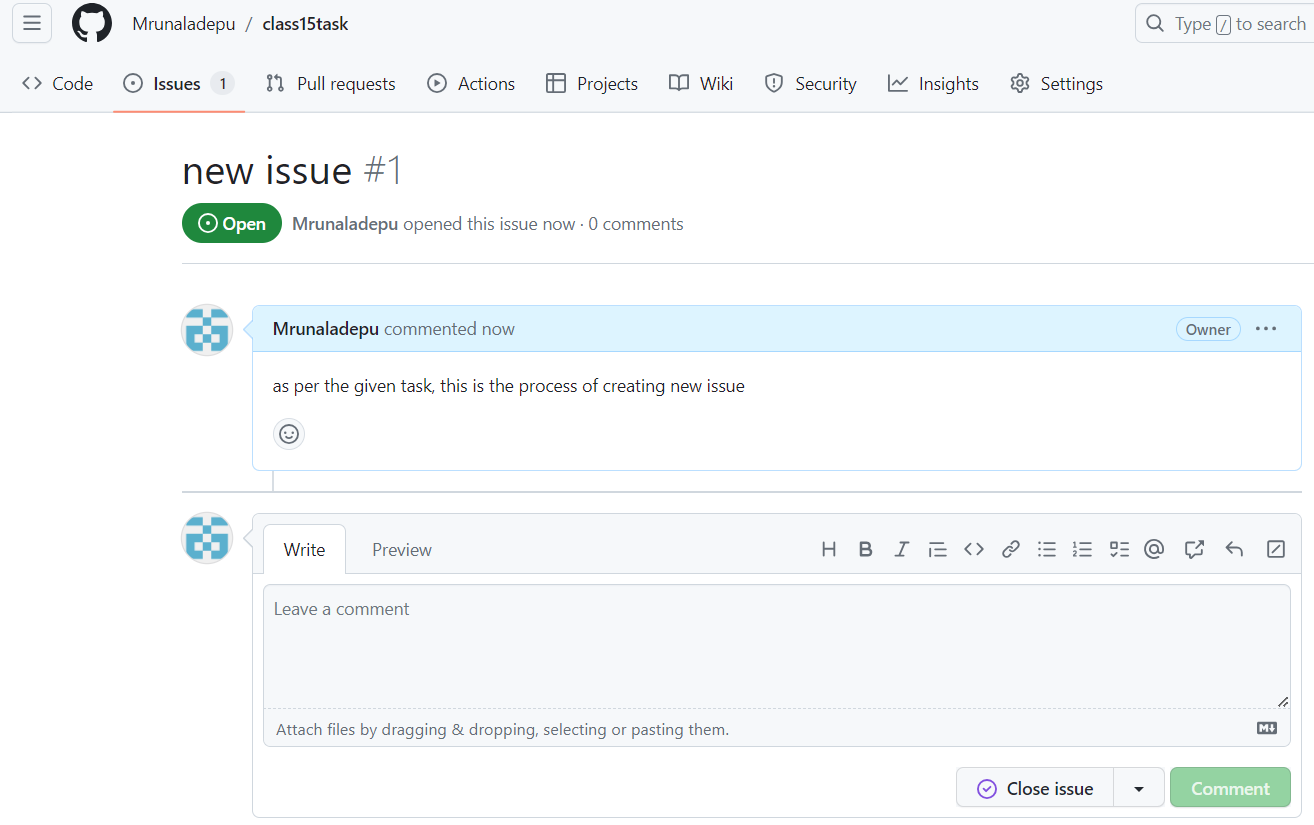 Mrunaladepu / class15task
Type / to search
Code Issues 1 Pull requests Actions Projects Wiki Security Insights Settings
new issue #1
Open Mrunaladepu opened this issue now · 0 comments
Mrunaladepu commented now Owner
as per the given task, this is the process of creating new issue
Write Preview H B I @
Leave a comment
Attach files by dragging & dropping, selecting or pasting them. M
Close issue Comment